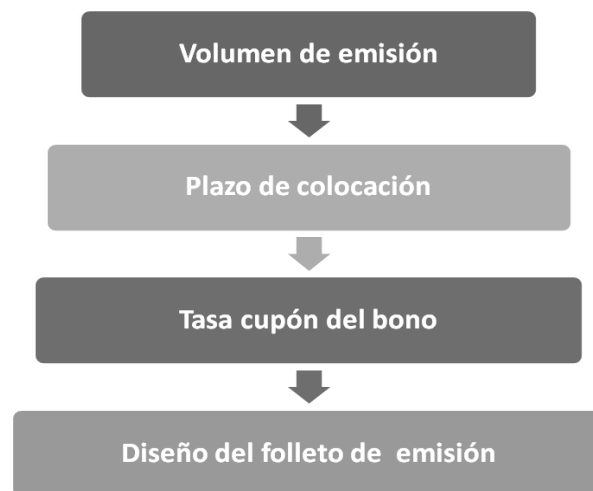 Volumen de emisión
Plazo de colocación
Tasa cupón del bono
Diseño del folleto de emisión